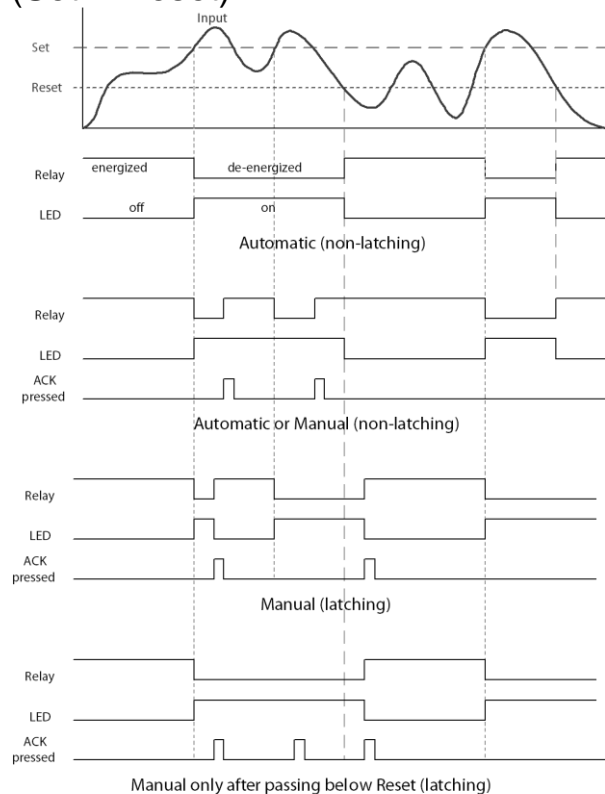 Input
Set
Reset
energized de-energized
Relay
off on
LED
Automatic (non-latching)
Relay
LED
ACK
pressed
Automatic or Manual (non-latching)
Relay
LED
ACK
pressed
Manual (latching)
Relay
LED
ACK
pressed
Manual only after passing below Reset (latching)